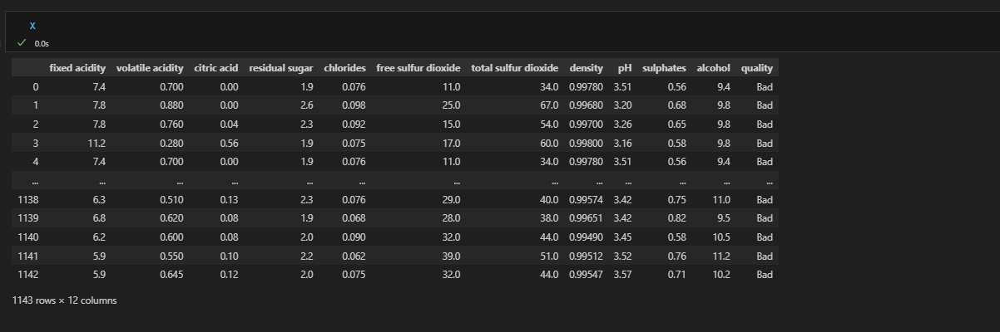 X
0.0s
fixed acidity volatile acidity citric acid residual sugar chlorides free sulfur dioxide total sulfur dioxide density pH sulphates alcohol quality
0 7.4 0.700 0.00 1.9 0.076 11.0 34.0 0.99780 3.51 0.56 9.4 Bad
1 7.8 0.880 0.00 2.6 0.098 25.0 67.0 0.99680 3.20 0.68 9.8 Bad
2 7.8 0.760 0.04 2.3 0.092 15.0 54.0 0.99700 3.26 0.65 9.8 Bad
3 11.2 0.280 0.56 1.9 0.075 17.0 60.0 0.99800 3.16 0.58 9.8 Bad
4 7.4 0.700 0.00 1.9 0.076 11.0 34.0 0.99780 3.51 0.56 9.4 Bad
... ... ... ... ... ... ... ... ... ... ... ... ...
1138 6.3 0.510 0.13 2.3 0.076 29.0 40.0 0.99574 3.42 0.75 11.0 Bad
1139 6.8 0.620 0.08 1.9 0.068 28.0 38.0 0.99651 3.42 0.82 9.5 Bad
1140 6.2 0.600 0.08 2.0 0.090 32.0 44.0 0.99490 3.45 0.58 10.5 Bad
1141 5.9 0.550 0.10 2.2 0.062 39.0 51.0 0.99512 3.52 0.76 11.2 Bad
1142 5.9 0.645 0.12 2.0 0.075 32.0 44.0 0.99547 3.57 0.71 10.2 Bad
1143 rows × 12 columns